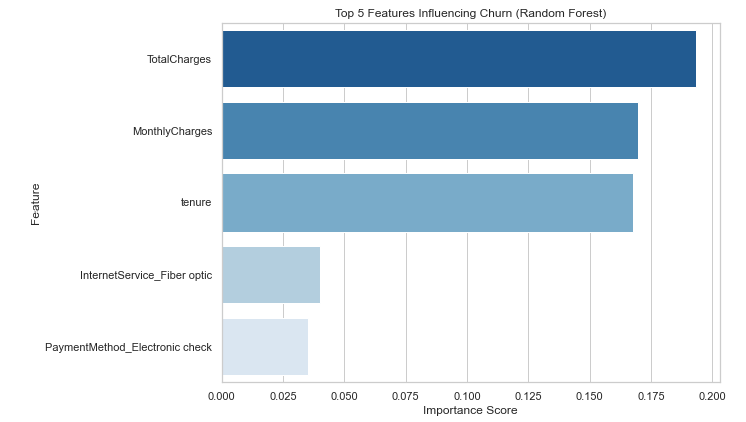 Top 5 Features Influencing Churn (Random Forest)
TotalCharges
MonthlyCharges
tenure
InternetService_Fiber optic
PaymentMethod_Electronic check
Feature
0.000 0.025 0.050 0.075 0.100 0.125 0.150 0.175 0.200
Importance Score